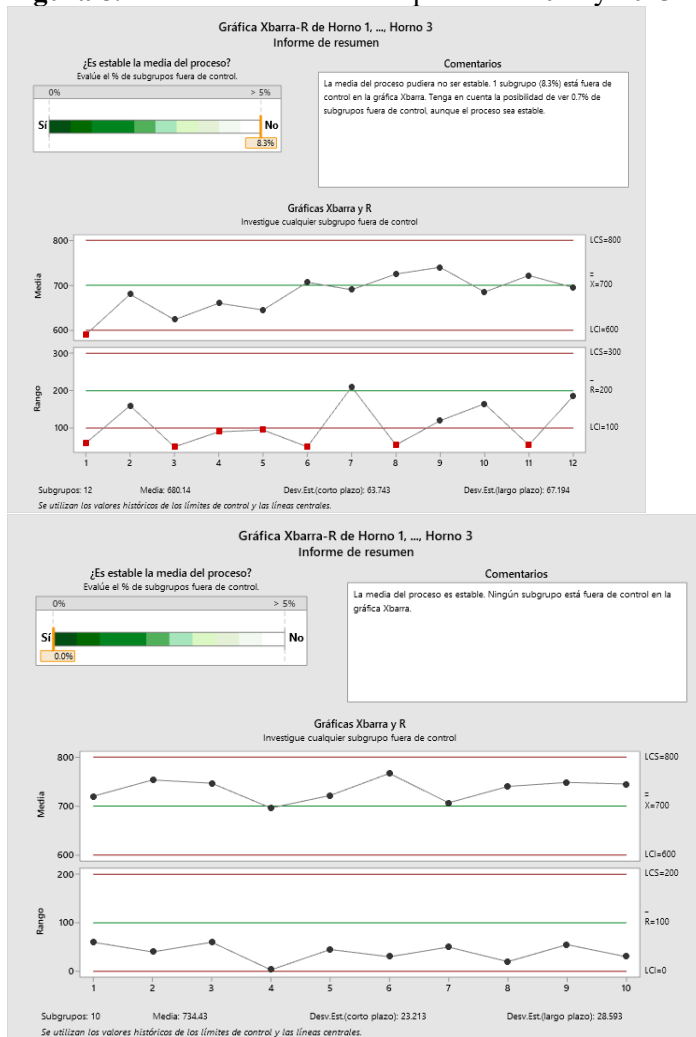 Gráfica Xbarra-R de Horno 1, ..., Horno 3
Informe de resumen
¿Es estable la media del proceso?
Evalúe el % de subgrupos fuera de control.
0% > 5%
Sí No
8.3%
Comentarios
La media del proceso pudiera no ser estable. 1 subgrupo (8.3%) está fuera de
control en la gráfica Xbarra. Tenga en cuenta la posibilidad de ver 0.7% de
subgrupos fuera de control, aunque el proceso sea estable.
Gráficas Xbarra y R
Investigue cualquier subgrupo fuera de control
Media
800
700
600
LCS=800
X=700
LCI=600
Rango
300
200
100
LCS=300
R=200
LCI=100
1 2 3 4 5 6 7 8 9 10 11 12
Subgrupos: 12 Media: 680.14 Desv.Est.(corto plazo): 63.743 Desv.Est.(largo plazo): 67.194
Se utilizan los valores históricos de los límites de control y las líneas centrales.
Gráfica Xbarra-R de Horno 1, ..., Horno 3
Informe de resumen
¿Es estable la media del proceso?
Evalúe el % de subgrupos fuera de control.
0% > 5%
Sí No
0.0%
Comentarios
La media del proceso es estable. Ningún subgrupo está fuera de control en la
gráfica Xbarra.
Gráficas Xbarra y R
Investigue cualquier subgrupo fuera de control
Media
800
700
600
LCS=800
X=700
LCI=600
Rango
200
100
0
LCS=200
R=100
LCI=0
1 2 3 4 5 6 7 8 9 10
Subgrupos: 10 Media: 734.43 Desv.Est.(corto plazo): 23.213 Desv.Est.(largo plazo): 28.593
Se utilizan los valores históricos de los límites de control y las líneas centrales.